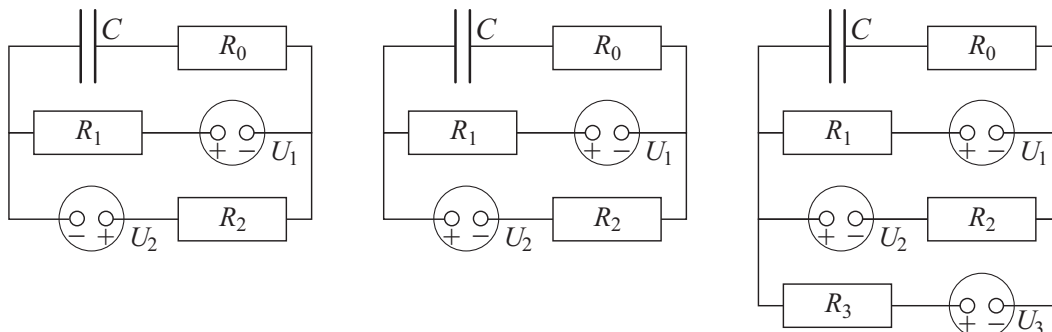 C R₀ C R₀ C R₀
R₁ + − U₁ R₁ + − U₁ R₁ + − U₁
− + U₂ R₂ + − U₂ R₂ + − U₂ R₂
R₃ + − U₃